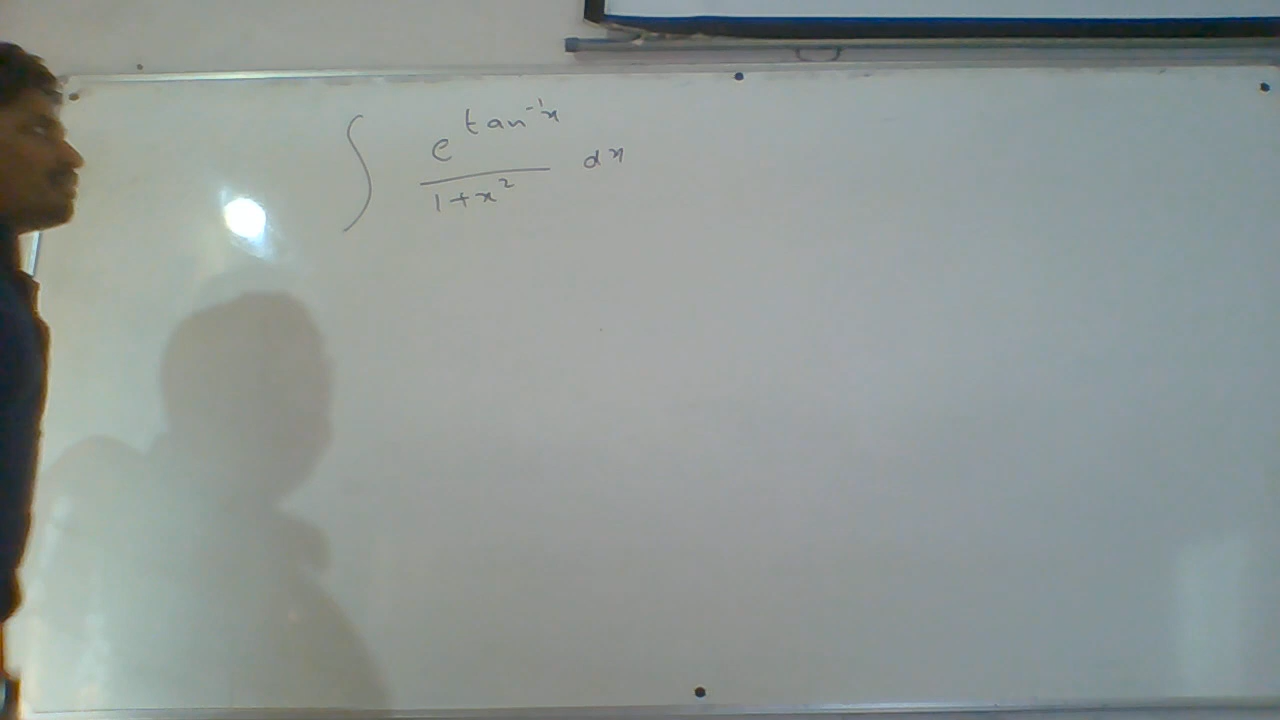 ∫ e^{tan⁻¹x} / 1+x² dx